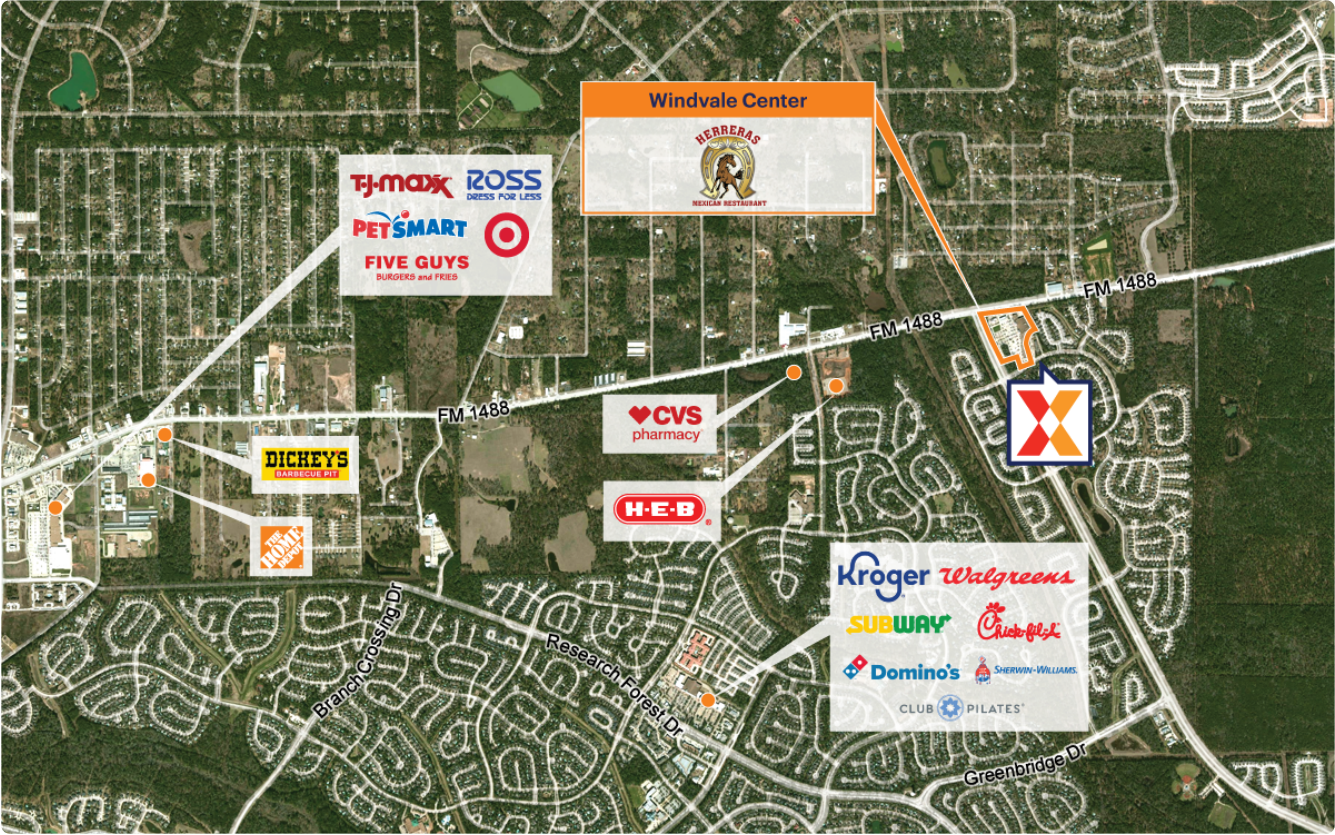 Windvale Center
HERRERAS
MEXICAN RESTAURANT
T.J.maxx
ROSS
DRESS FOR LESS
PETSMART
FIVE GUYS
BURGERS and FRIES
FM 1488
FM 1488
FM 1488
CVS
pharmacy
DICKEY'S
BARBECUE PIT
H-E-B
THE
HOME
DEPOT
X
Kroger
Walgreens
SUBWAY
Chick-fil-A
Domino's
SHERWIN-WILLIAMS.
CLUB PILATES
Branch Crossing Dr
Research Forest Dr
Greenbridge Dr